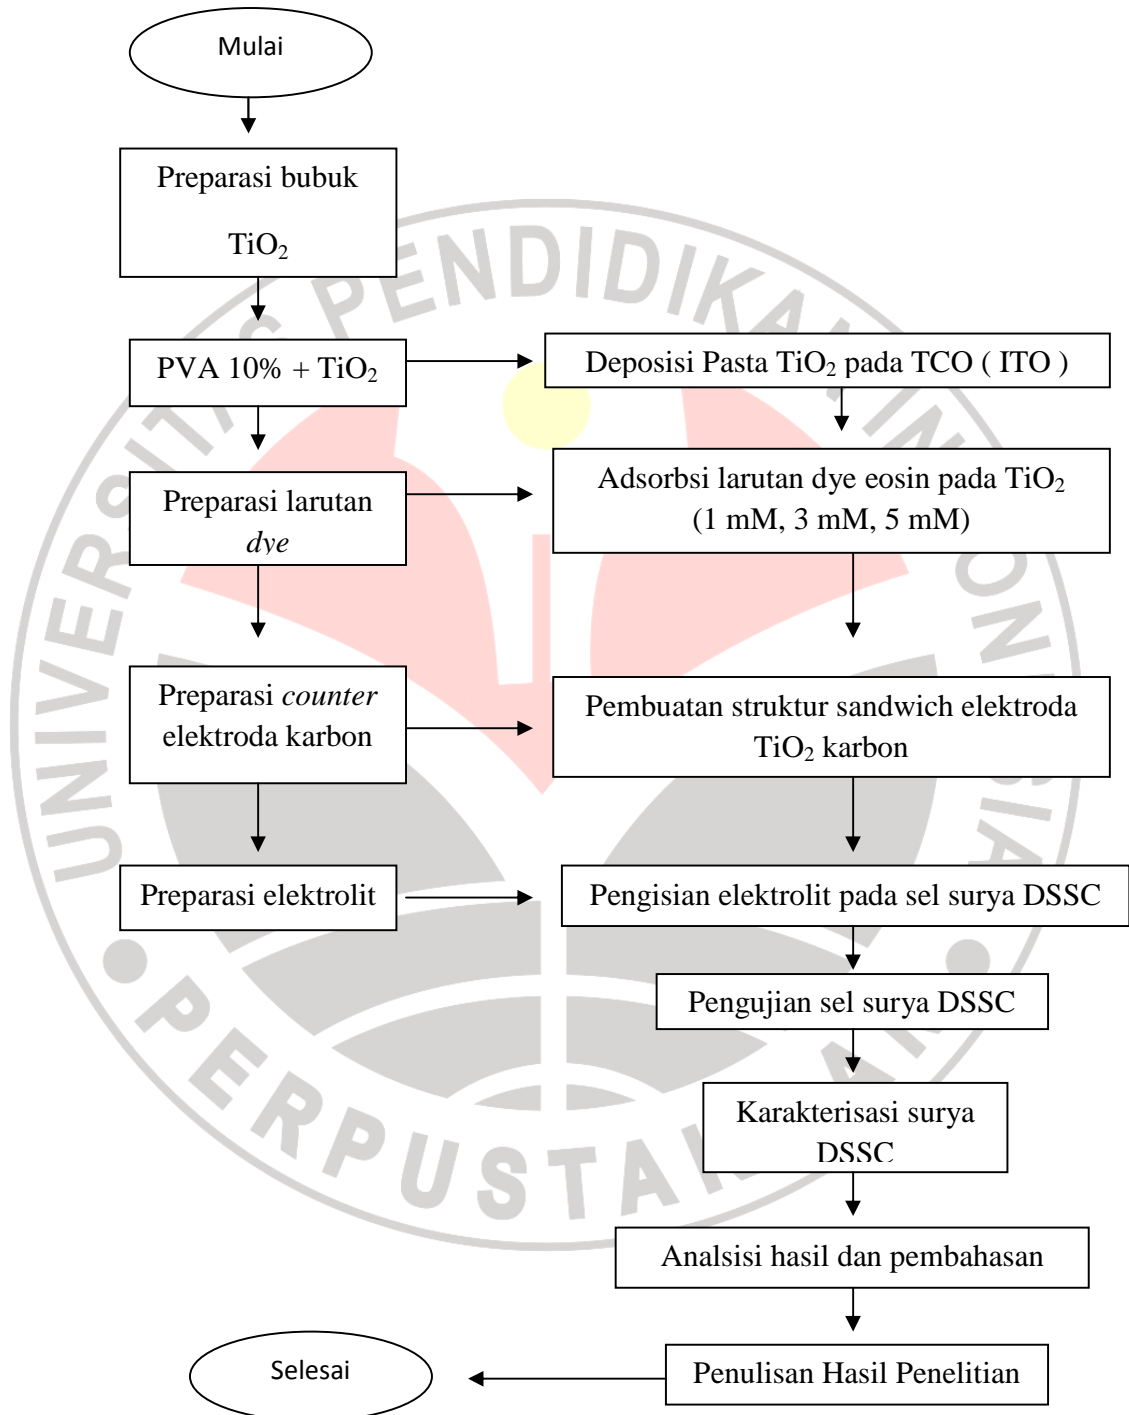 Mulai
Preparasi bubuk
TiO₂
PVA 10% + TiO₂
Deposisi Pasta TiO₂ pada TCO ( ITO )
Preparasi larutan
dye
Adsorbsi larutan dye eosin pada TiO₂
(1 mM, 3 mM, 5 mM)
Preparasi counter
elektroda karbon
Pembuatan struktur sandwich elektroda
TiO₂ karbon
Preparasi elektrolit
Pengisian elektrolit pada sel surya DSSC
Pengujian sel surya DSSC
Karakterisasi surya
DSSC
Analsisi hasil dan pembahasan
Penulisan Hasil Penelitian
Selesai
UNIVERSITAS PENDIDIKAN INDONESIA
PERPUSTAKAAN